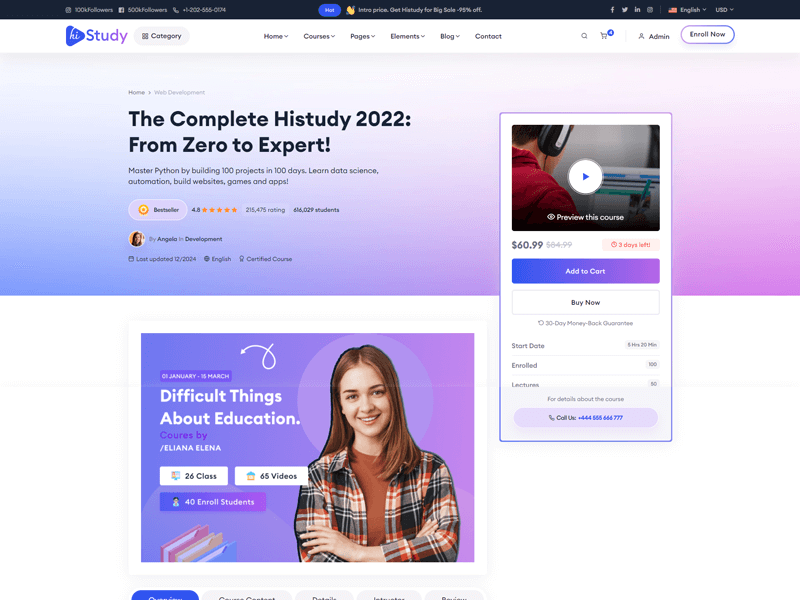 100kFollowers 500kFollowers +1-202-555-0174
Hot Intro price. Get Histudy for Big Sale -95% off.
English USD
hiStudy
Category
Home Courses Pages Elements Blog Contact
4 Admin Enroll Now
Home > Web Development
The Complete Histudy 2022:
From Zero to Expert!
Master Python by building 100 projects in 100 days. Learn data science,
automation, build websites, games and apps!
Bestseller 4.8 215,475 rating 616,029 students
By Angela In Development
Last updated 12/2024 English Certified Course
Preview this course
$60.99 $84.99 3 days left!
Add to Cart
Buy Now
30-Day Money-Back Guarantee
Start Date 5 Hrs 20 Min
Enrolled 100
Lectures 50
For details about the course
Call Us: +444 555 666 777
01 JANUARY - 15 MARCH
Difficult Things
About Education.
Coures by
/ELIANA ELENA
26 Class 65 Videos
40 Enroll Students
Overview Course Content Details Intructor Review